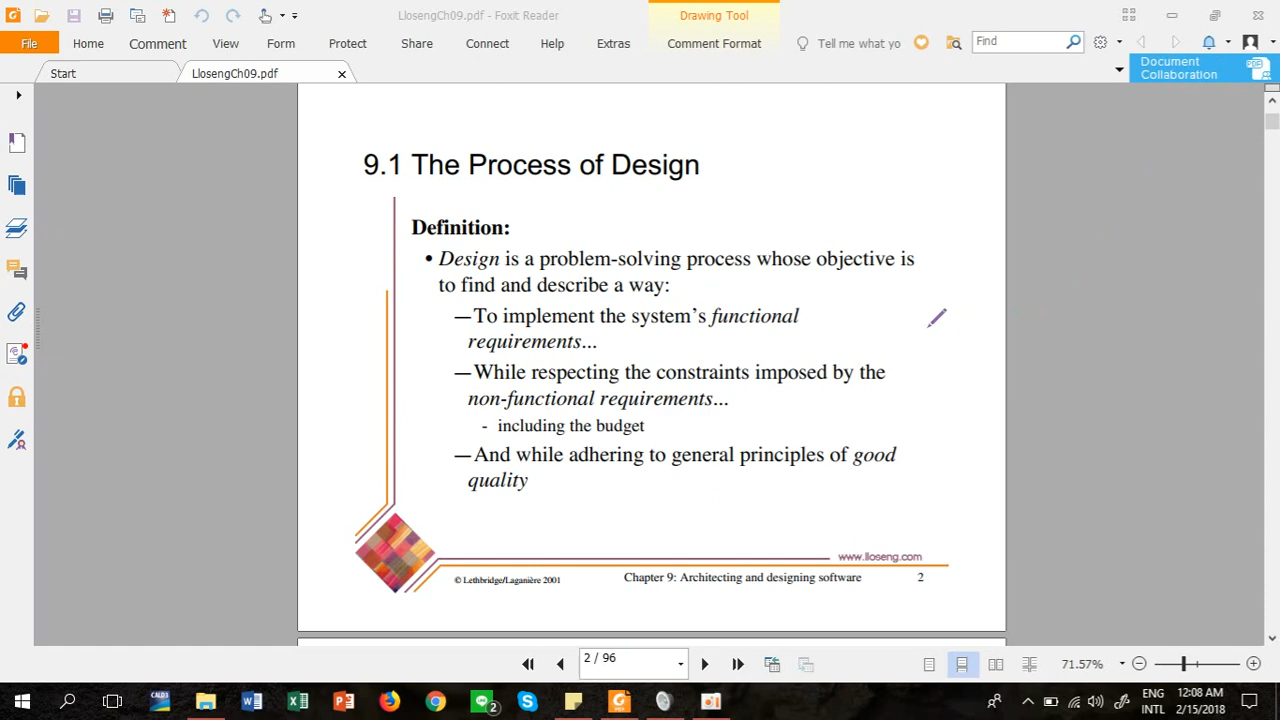 LlosengCh09.pdf - Foxit Reader
Drawing Tool
File Home Comment View Form Protect Share Connect Help Extras Comment Format Tell me what yo Find
Start LlosengCh09.pdf
Document
Collaboration
9.1 The Process of Design
Definition:
• Design is a problem-solving process whose objective is
to find and describe a way:
—To implement the system's functional
requirements...
—While respecting the constraints imposed by the
non-functional requirements...
- including the budget
—And while adhering to general principles of good
quality
www.lloseng.com
© Lethbridge/Laganière 2001 Chapter 9: Architecting and designing software 2
2 / 96 71.57%
ENG 12:08 AM
INTL 2/15/2018